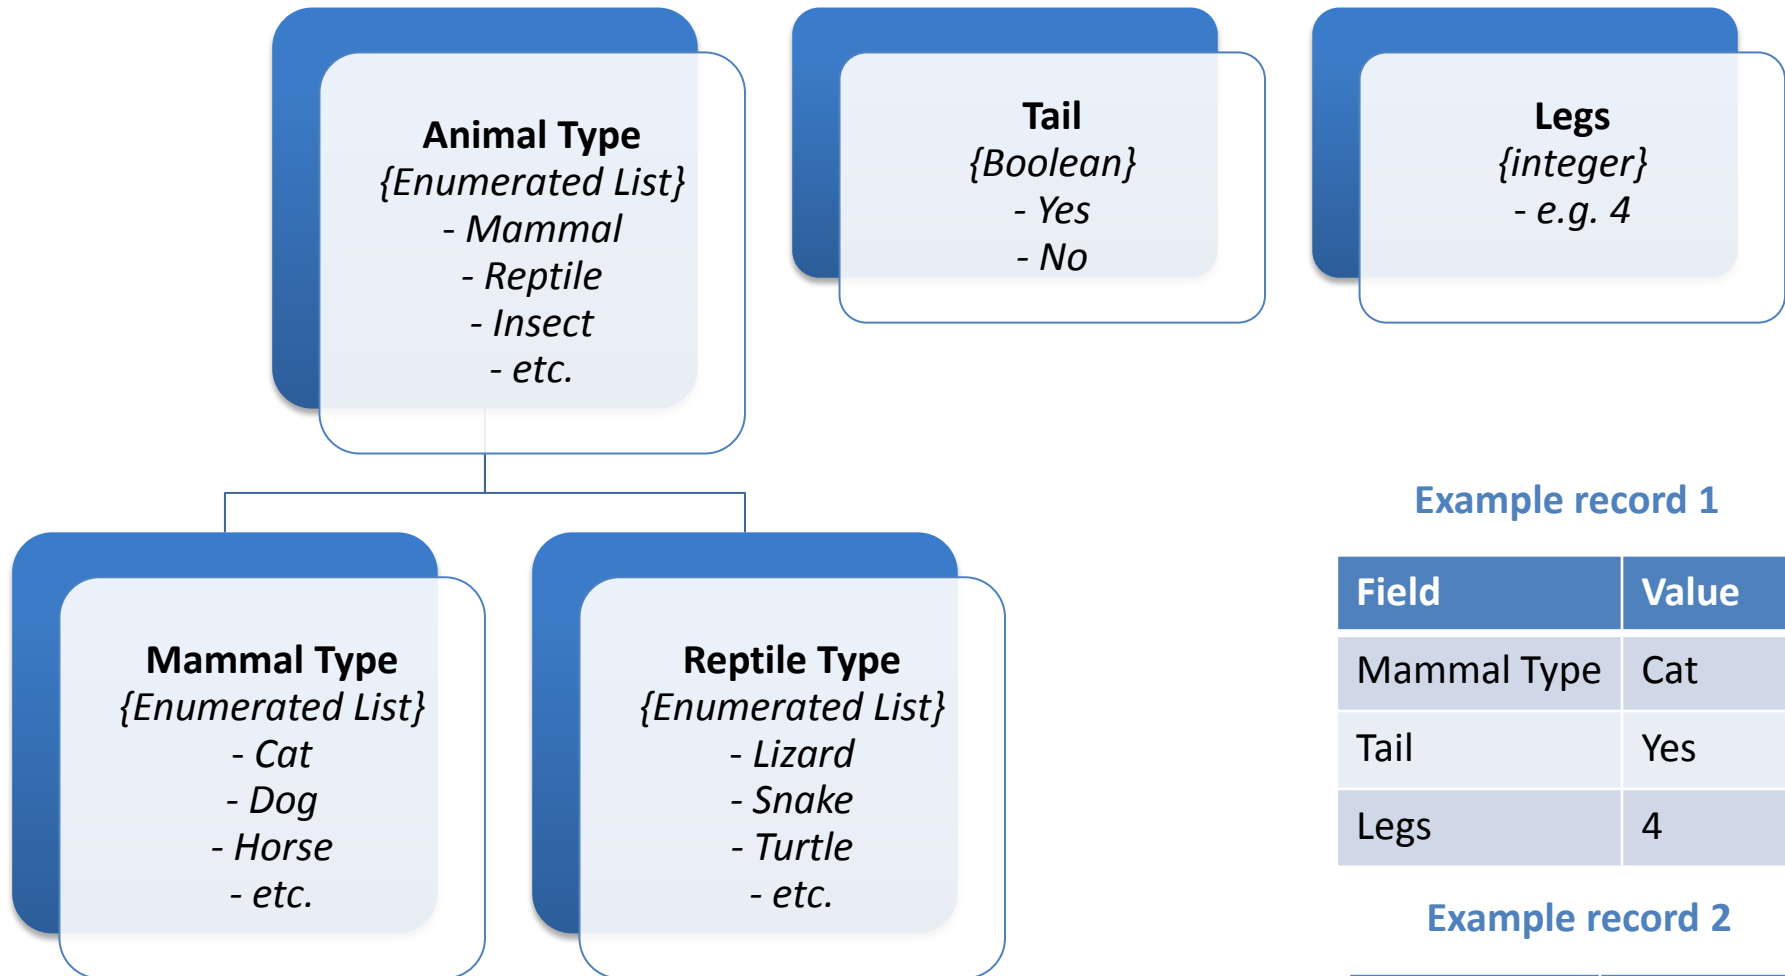 Animal Type
{Enumerated List}
- Mammal
- Reptile
- Insect
- etc.
Tail
{Boolean}
- Yes
- No
Legs
{integer}
- e.g. 4
Mammal Type
{Enumerated List}
- Cat
- Dog
- Horse
- etc.
Reptile Type
{Enumerated List}
- Lizard
- Snake
- Turtle
- etc.
Example record 1
Field Value
Mammal Type Cat
Tail Yes
Legs 4
Example record 2